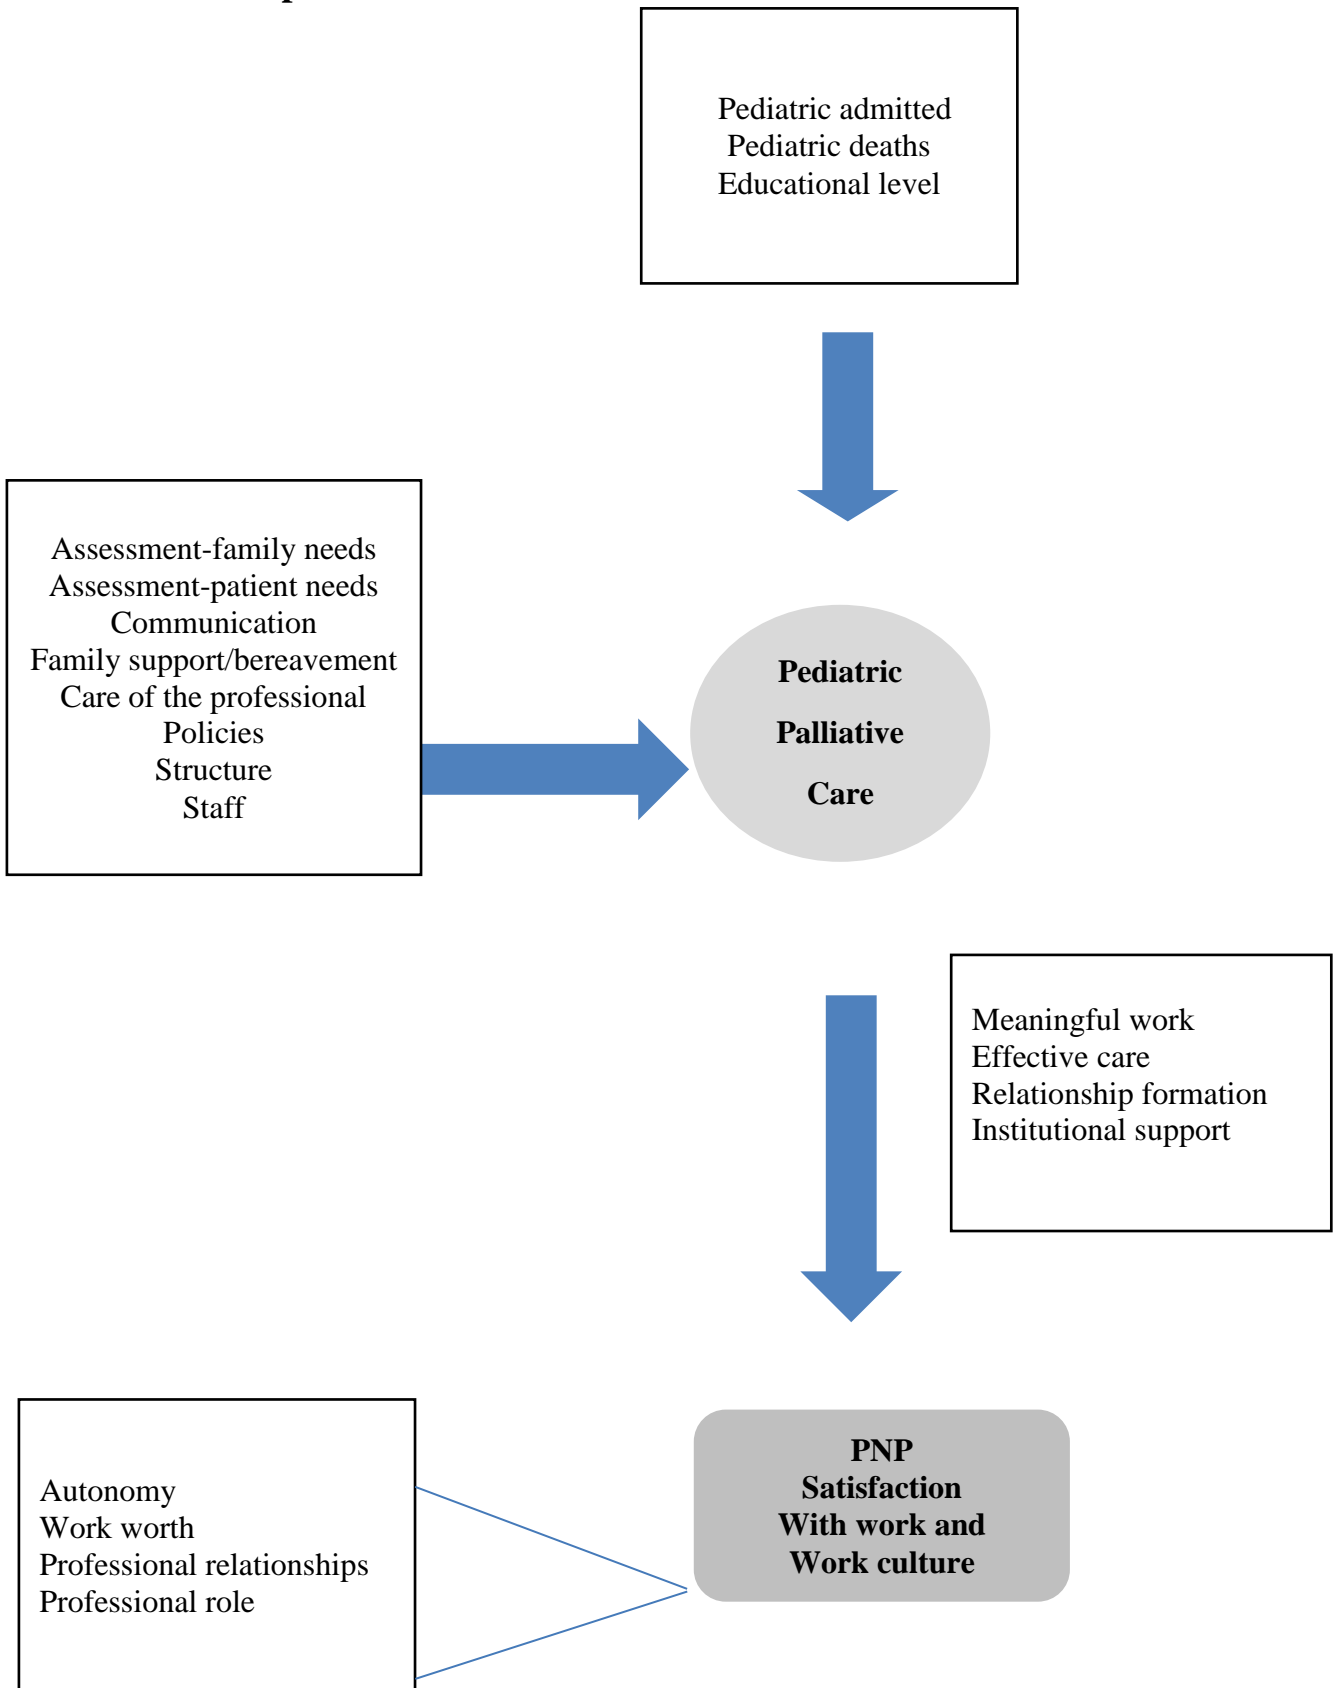 Pediatric admitted
Pediatric deaths
Educational level
Assessment-family needs
Assessment-patient needs
Communication
Family support/bereavement
Care of the professional
Policies
Structure
Staff
Pediatric
Palliative
Care
Meaningful work
Effective care
Relationship formation
Institutional support
PNP
Satisfaction
With work and
Work culture
Autonomy
Work worth
Professional relationships
Professional role